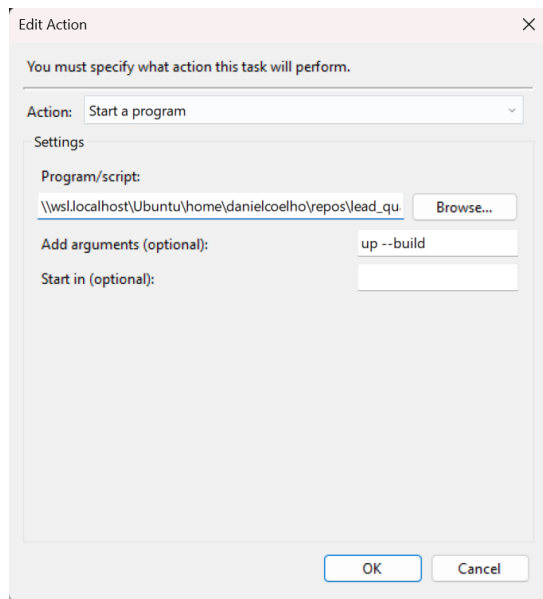 Edit Action
You must specify what action this task will perform.
Action: Start a program
Settings
Program/script:
\\wsl.localhost\Ubuntu\home\danielcoelho\repos\lead_qu
Browse...
Add arguments (optional): up --build
Start in (optional):
OK Cancel